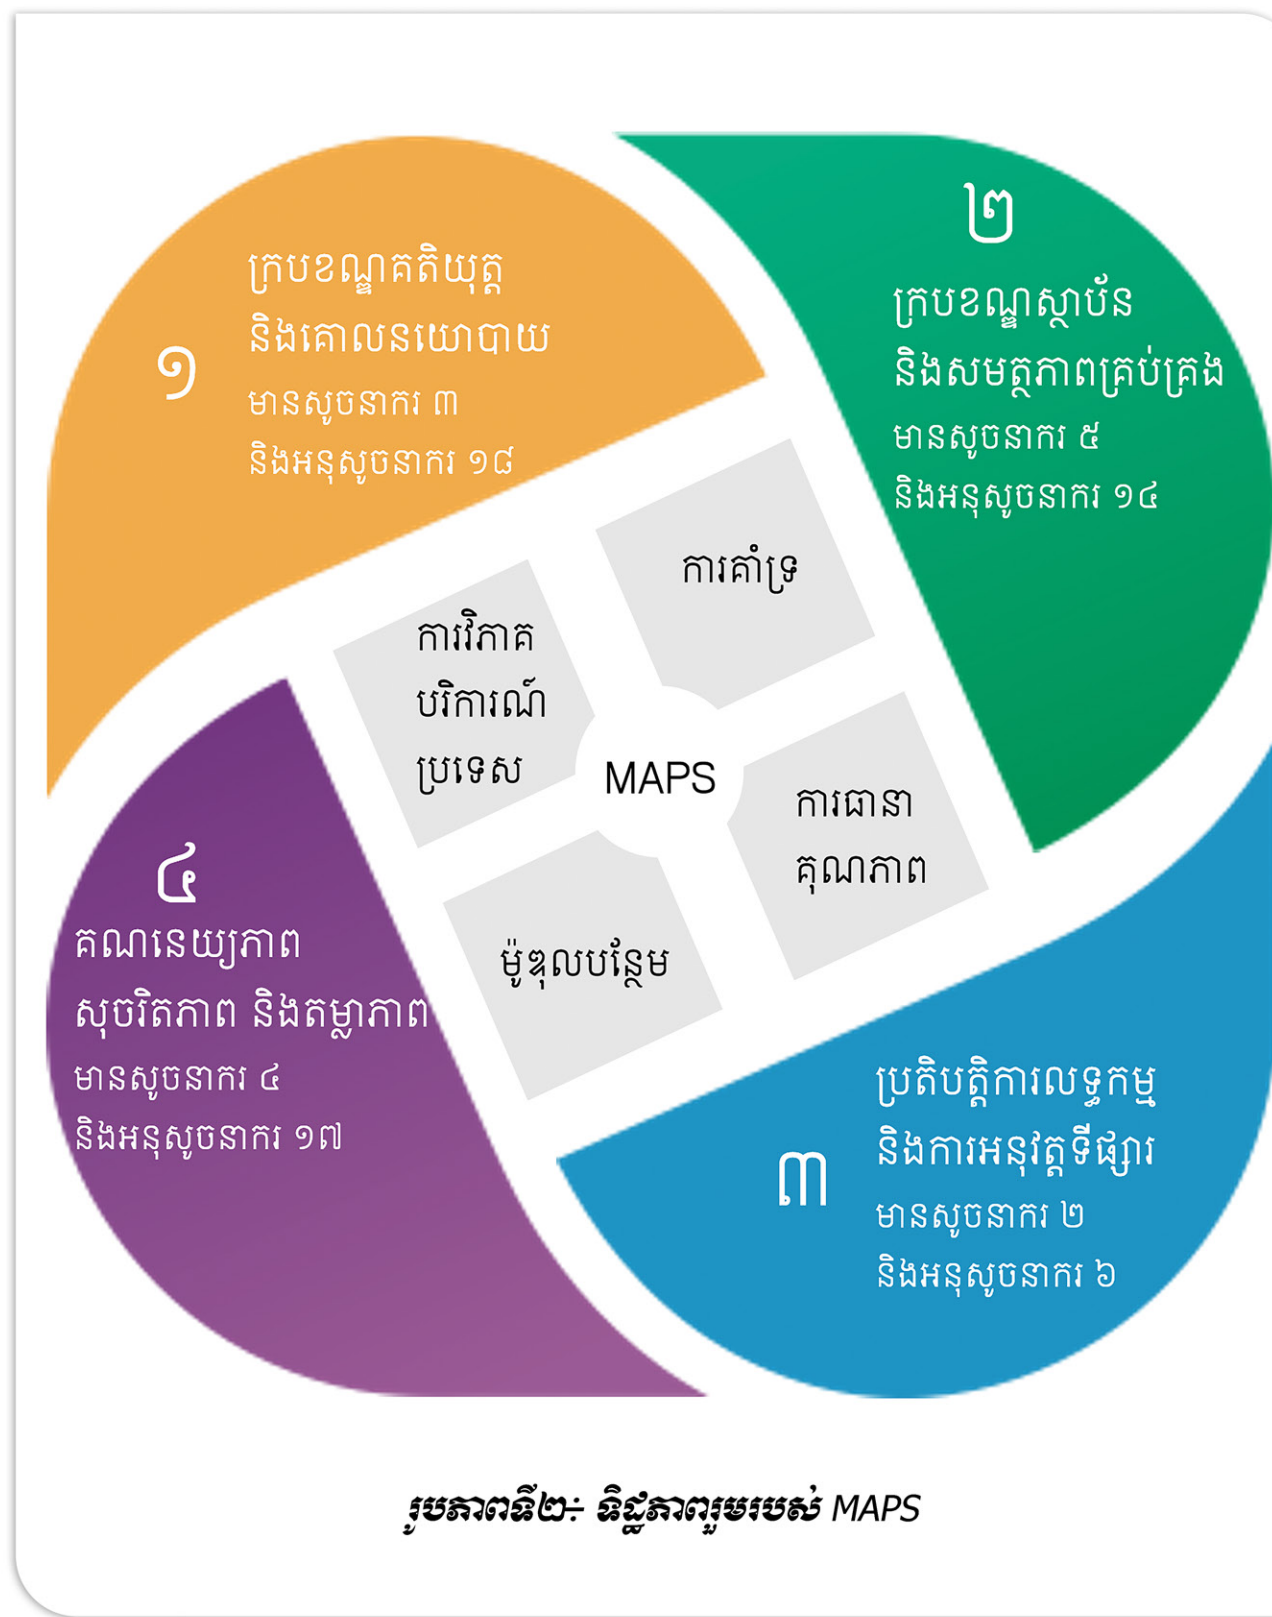 ១
ក្របខណ្ឌគតិយុត្ត
និងគោលនយោបាយ
មានសូចនាករ ៣
និងអនុសូចនាករ ១៨
២
ក្របខណ្ឌស្ថាប័ន
និងសមត្ថភាពគ្រប់គ្រង
មានសូចនាករ ៥
និងអនុសូចនាករ ១៤
ការគាំទ្រ
ការវិភាគ
បរិការណ៍
ប្រទេស
MAPS
ការធានា
គុណភាព
ម៉ូឌុលបន្ថែម
៤
គណនេយ្យភាព
សុចរិតភាព និងតម្លាភាព
មានសូចនាករ ៤
និងអនុសូចនាករ ១៧
៣
ប្រតិបត្តិការលទ្ធកម្ម
និងការអនុវត្តទីផ្សារ
មានសូចនាករ ២
និងអនុសូចនាករ ៦
រូបភាពទី២៖ ទិដ្ឋភាពរួមរបស់ MAPS